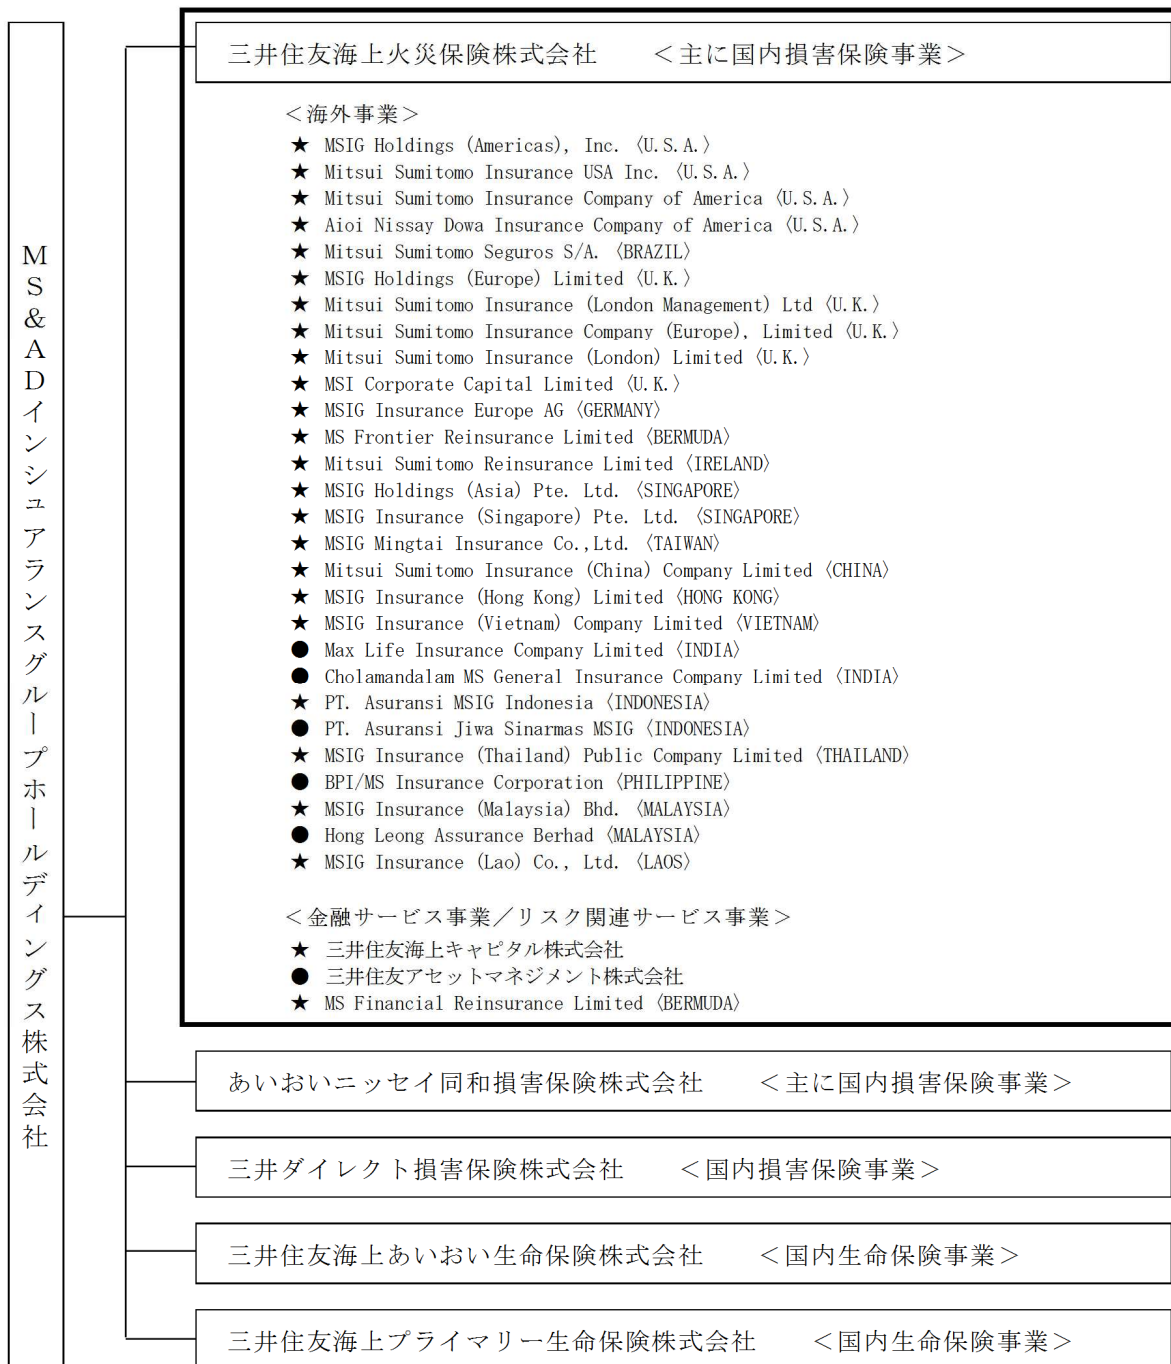 MS&ADインシュアランスグループホールディングス株式会社
三井住友海上火災保険株式会社　　＜主に国内損害保険事業＞
＜海外事業＞
★ MSIG Holdings (Americas), Inc. 〈U.S.A.〉
★ Mitsui Sumitomo Insurance USA Inc. 〈U.S.A.〉
★ Mitsui Sumitomo Insurance Company of America 〈U.S.A.〉
★ Aioi Nissay Dowa Insurance Company of America 〈U.S.A.〉
★ Mitsui Sumitomo Seguros S/A. 〈BRAZIL〉
★ MSIG Holdings (Europe) Limited 〈U.K.〉
★ Mitsui Sumitomo Insurance (London Management) Ltd 〈U.K.〉
★ Mitsui Sumitomo Insurance Company (Europe), Limited 〈U.K.〉
★ Mitsui Sumitomo Insurance (London) Limited 〈U.K.〉
★ MSI Corporate Capital Limited 〈U.K.〉
★ MSIG Insurance Europe AG 〈GERMANY〉
★ MS Frontier Reinsurance Limited 〈BERMUDA〉
★ Mitsui Sumitomo Reinsurance Limited 〈IRELAND〉
★ MSIG Holdings (Asia) Pte. Ltd. 〈SINGAPORE〉
★ MSIG Insurance (Singapore) Pte. Ltd. 〈SINGAPORE〉
★ MSIG Mingtai Insurance Co.,Ltd. 〈TAIWAN〉
★ Mitsui Sumitomo Insurance (China) Company Limited 〈CHINA〉
★ MSIG Insurance (Hong Kong) Limited 〈HONG KONG〉
★ MSIG Insurance (Vietnam) Company Limited 〈VIETNAM〉
● Max Life Insurance Company Limited 〈INDIA〉
● Cholamandalam MS General Insurance Company Limited 〈INDIA〉
★ PT. Asuransi MSIG Indonesia 〈INDONESIA〉
● PT. Asuransi Jiwa Sinarmas MSIG 〈INDONESIA〉
★ MSIG Insurance (Thailand) Public Company Limited 〈THAILAND〉
● BPI/MS Insurance Corporation 〈PHILIPPINE〉
★ MSIG Insurance (Malaysia) Bhd. 〈MALAYSIA〉
● Hong Leong Assurance Berhad 〈MALAYSIA〉
★ MSIG Insurance (Lao) Co., Ltd. 〈LAOS〉
＜金融サービス事業／リスク関連サービス事業＞
★ 三井住友海上キャピタル株式会社
● 三井住友アセットマネジメント株式会社
★ MS Financial Reinsurance Limited 〈BERMUDA〉
あいおいニッセイ同和損害保険株式会社　　＜主に国内損害保険事業＞
三井ダイレクト損害保険株式会社　　＜国内損害保険事業＞
三井住友海上あいおい生命保険株式会社　　＜国内生命保険事業＞
三井住友海上プライマリー生命保険株式会社　　＜国内生命保険事業＞